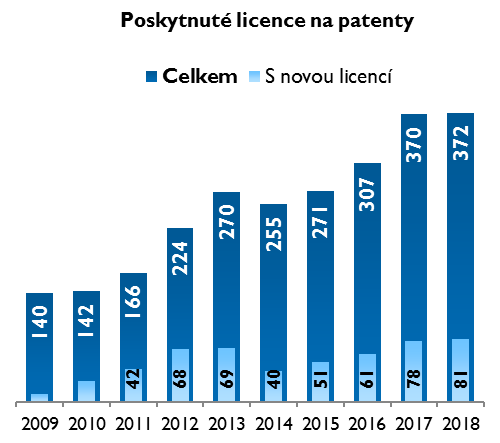 Poskytnuté licence na patenty
Celkem S novou licencí
140 142 166 224 270 255 271 307 370 372
42 68 69 40 51 61 78 81
2009 2010 2011 2012 2013 2014 2015 2016 2017 2018